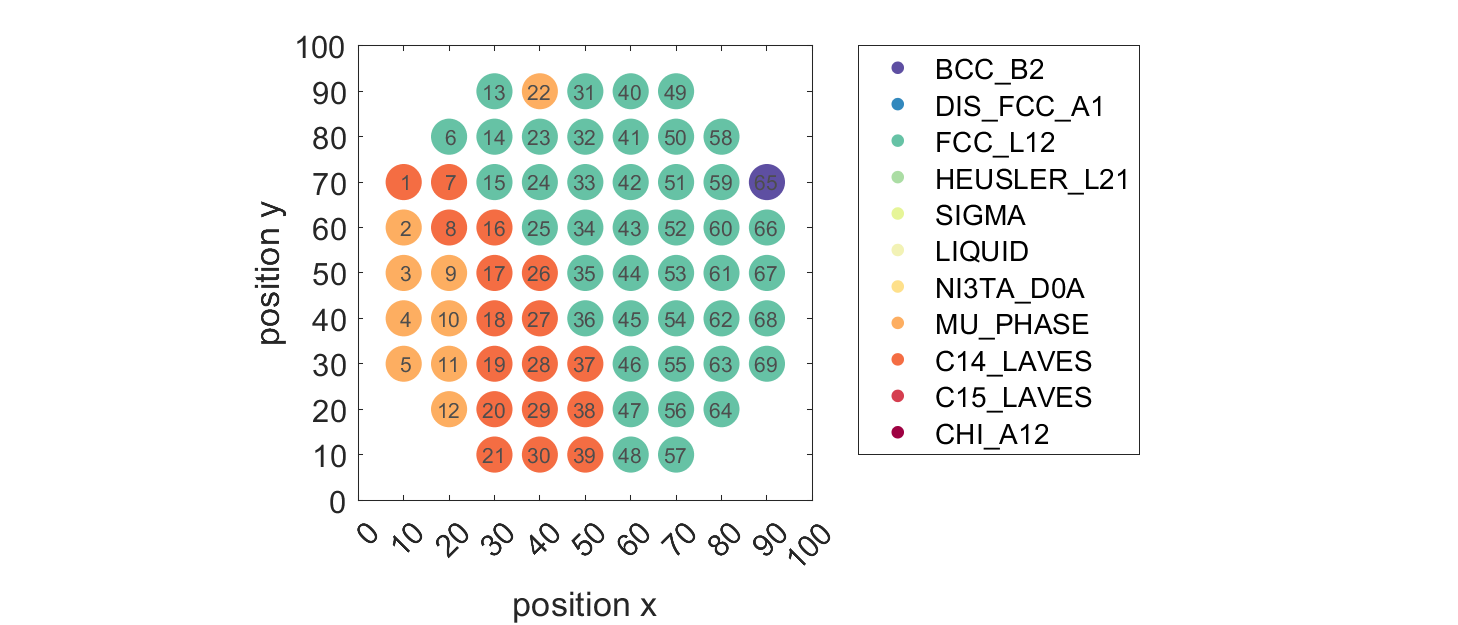 100
90
80
70
60
50
40
30
20
10
0
position y
13 22 31 40 49
6 14 23 32 41 50 58
1 7 15 24 33 42 51 59 65
2 8 16 25 34 43 52 60 66
3 9 17 26 35 44 53 61 67
4 10 18 27 36 45 54 62 68
5 11 19 28 37 46 55 63 69
12 20 29 38 47 56 64
21 30 39 48 57
0 10 20 30 40 50 60 70 80 90 100
position x
BCC_B2
DIS_FCC_A1
FCC_L12
HEUSLER_L21
SIGMA
LIQUID
NI3TA_D0A
MU_PHASE
C14_LAVES
C15_LAVES
CHI_A12